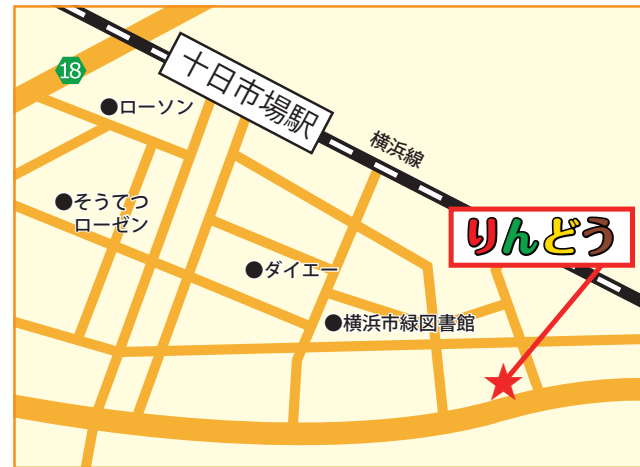 18
十日市場駅
ローソン
横浜線
そうてつ
ローゼン
りんどう
ダイエー
横浜市緑図書館